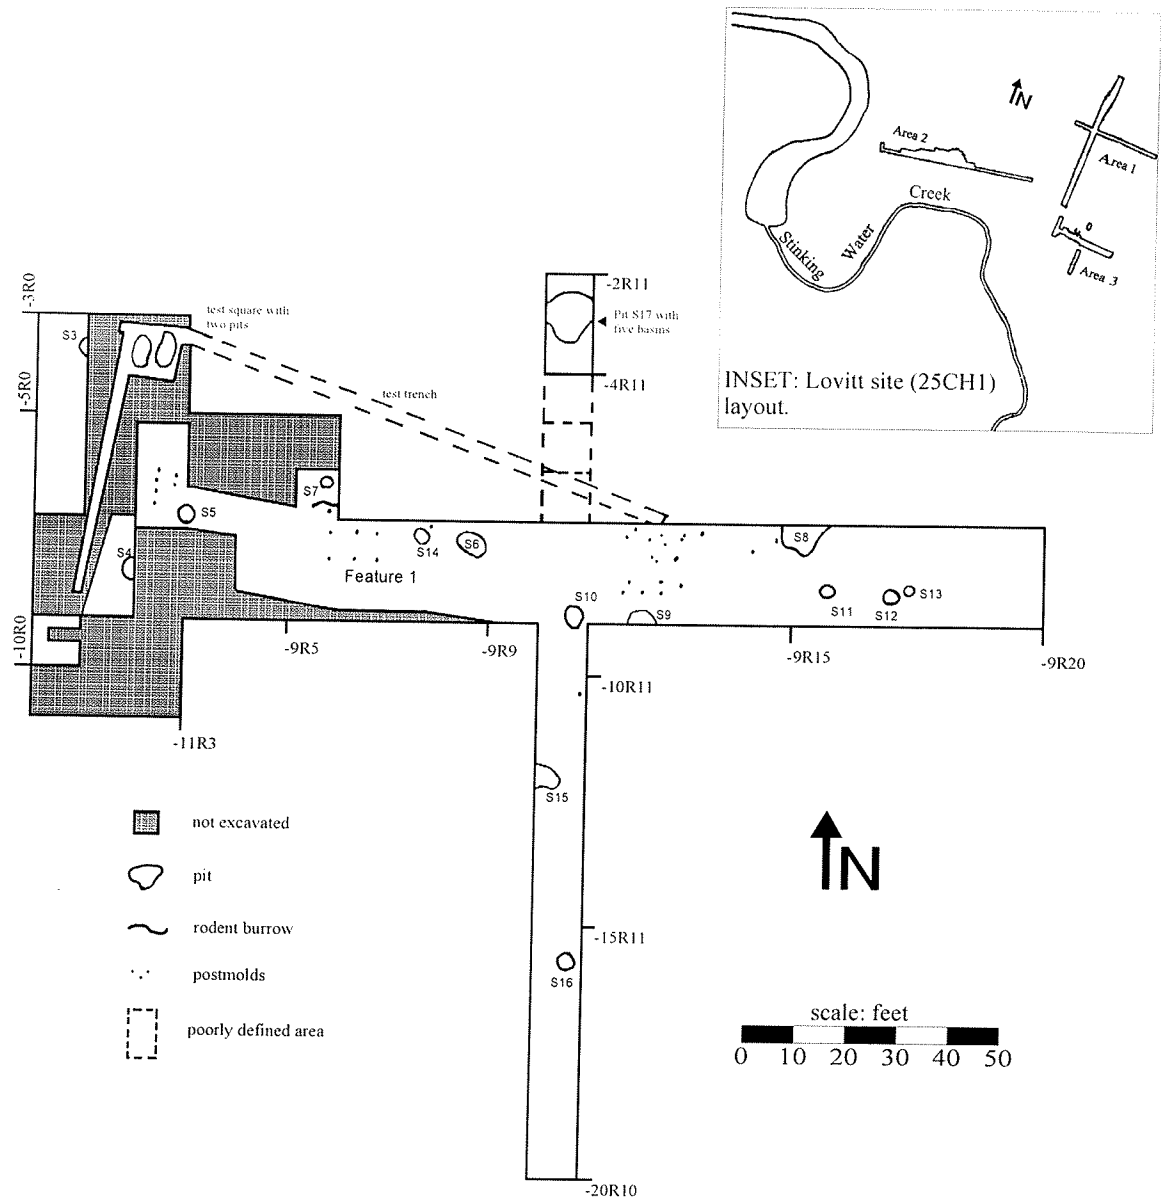 Area 2
N
Area 1
Creek
Water
Stinking
Area .3
INSET: Lovitt site (25CH1)
layout.
-3R0
-2R11
test square with
two pits
Pit S17 with
five basins
S3
-4R11
-5R0
test trench
S7
S5
S14
S6
S8
S4
Feature 1
S10
S11
S12
S13
S9
-10R0
-9R5
-9R9
-9R15
-9R20
-10R11
-11R3
S15
not excavated
pit
N
rodent burrow
-15R11
postmolds
S16
scale: feet
poorly defined area
0 10 20 30 40 50
-20R10